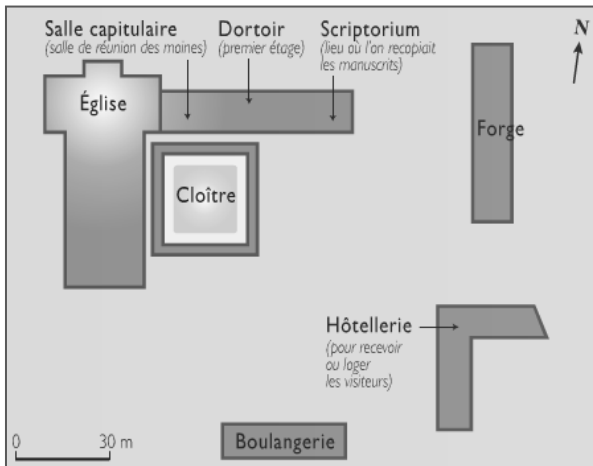 Salle capitulaire
(salle de réunion des moines)
Dortoir
(premier étage)
Scriptorium
(lieu où l'on recopiait
les manuscrits)
N
Église
Forge
Cloître
Hôtellerie
(pour recevoir
ou loger
les visiteurs)
Boulangerie
0 30 m